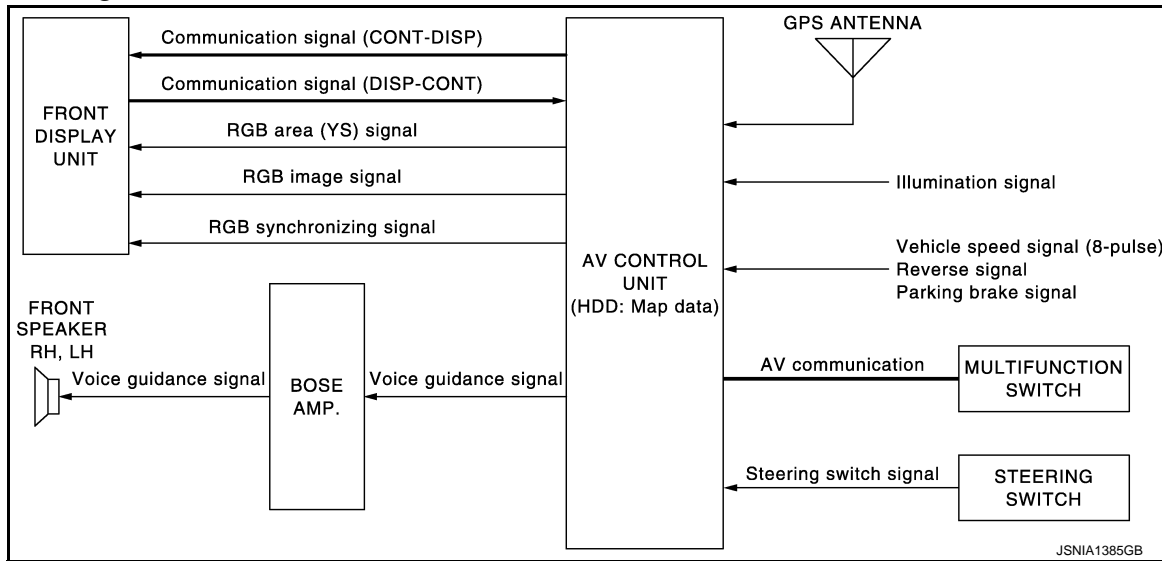 GPS ANTENNA
Communication signal (CONT-DISP)
Communication signal (DISP-CONT)
FRONT
DISPLAY
UNIT
RGB area (YS) signal
RGB image signal
RGB synchronizing signal
Illumination signal
Vehicle speed signal (8-pulse)
Reverse signal
Parking brake signal
AV CONTROL
UNIT
(HDD: Map data)
FRONT
SPEAKER
RH, LH
Voice guidance signal
BOSE
AMP.
Voice guidance signal
AV communication
MULTIFUNCTION
SWITCH
Steering switch signal
STEERING
SWITCH
JSNIA1385GB